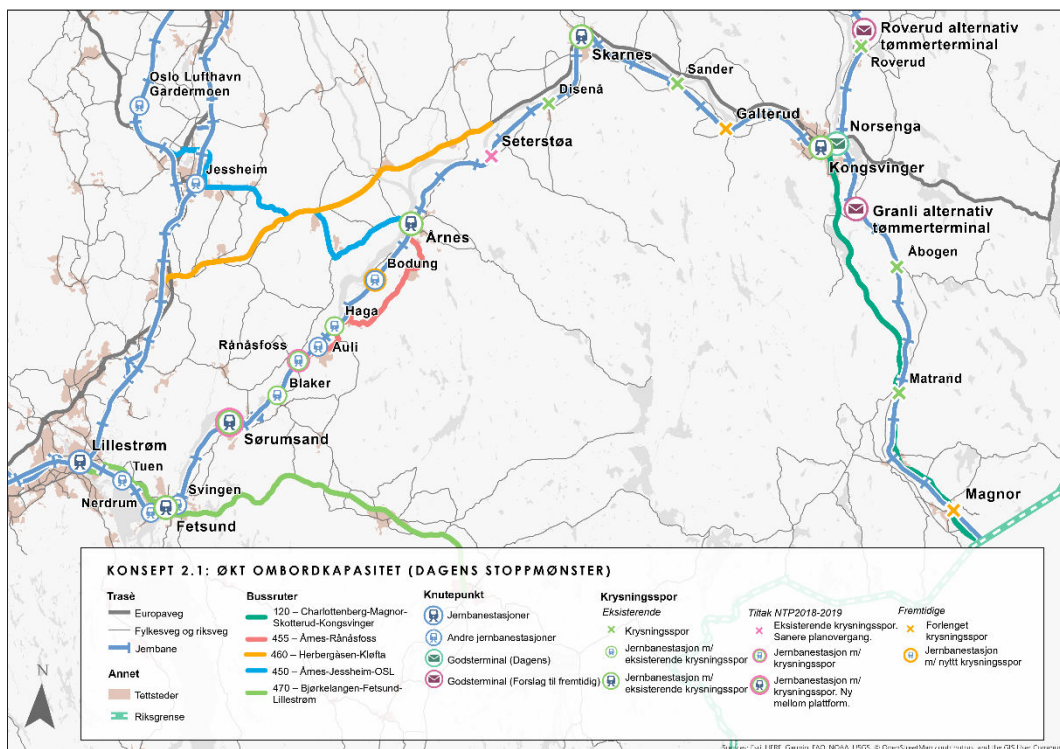 Oslo Lufthavn
Gardermoen
Jessheim
Skarnes
Disenå
Seterstøa
Sander
Galterud
Roverud alternativ
tømmerterminal
Roverud
Norsenga
Kongsvinger
Granli alternativ
tømmerterminal
Åbogen
Årnes
Bodung
Haga
Rånåsfoss
Auli
Blaker
Matrand
Lillestrøm
Sørumsand
Tuen
Nerdrum
Svingen
Fetsund
Magnor
N
KONSEPT 2.1: ØKT OMBORDKAPASITET (DAGENS STOPPMØNSTER)
Trasè
Europaveg
Fylkesveg og riksveg
Jernbane
Annet
Tettsteder
Riksgrense
Bussruter
120 – Charlottenberg-Magnor-
Skotterud-Kongsvinger
455 – Årnes-Rånåsfoss
460 – Herbergåsen-Kløfta
450 – Årnes-Jessheim-OSL
470 – Bjørkelangen-Fetsund-
Lillestrøm
Knutepunkt
Jernbanestasjoner
Andre jernbanestasjoner
Godsterminal (Dagens)
Godsterminal (Forslag til fremtidig)
Krysningsspor
Eksisterende
Krysningsspor
Jernbanestasjon m/
eksisterende krysningsspor
Jernbanestasjon m/
eksisterende krysningsspor
Tiltak NTP2018-2019
Eksisterende krysningsspor.
Sanere planovergang.
Jernbanestasjon m/
krysningsspor
Jernbanestasjon m/
krysningsspor. Ny
mellom plattform.
Fremtidige
Forlenget
krysningsspor
Jernbanestasjon
m/ nyttt krysningsspor